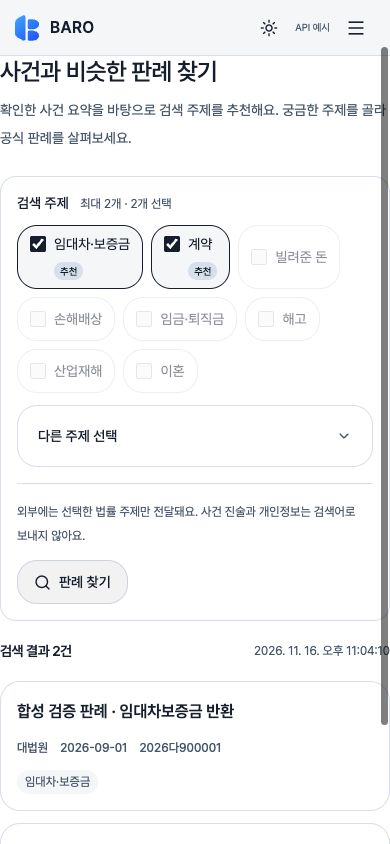 BARO
API 예시
사건과 비슷한 판례 찾기
확인한 사건 요약을 바탕으로 검색 주제를 추천해요. 궁금한 주제를 골라
공식 판례를 살펴보세요.
검색 주제 최대 2개 · 2개 선택
임대차·보증금
추천
계약
추천
빌려준 돈
손해배상
임금·퇴직금
해고
산업재해
이혼
다른 주제 선택
외부에는 선택한 법률 주제만 전달돼요. 사건 진술과 개인정보는 검색어로
보내지 않아요.
판례 찾기
검색 결과 2건
2026. 11. 16. 오후 11:04:10
합성 검증 판례 · 임대차보증금 반환
대법원 2026-09-01 2026다900001
임대차·보증금